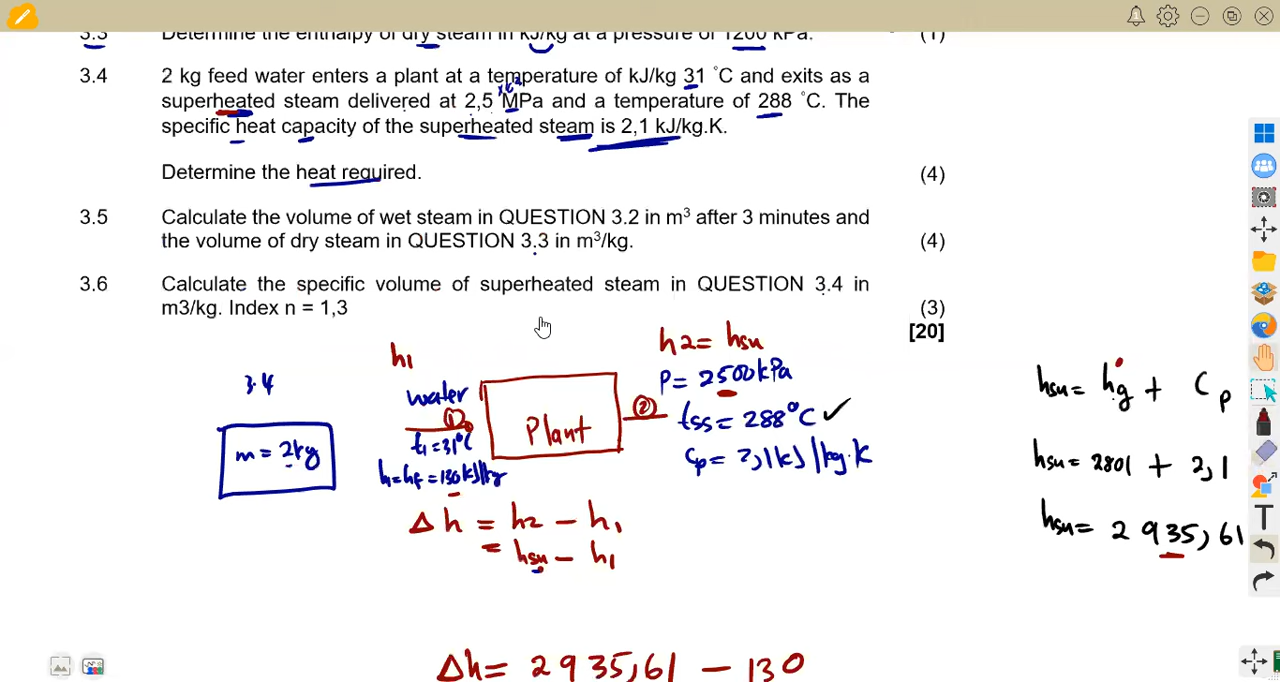 3.3 Determine the enthalpy of dry steam in kJ/kg at a pressure of 1200 kPa. (1)
3.4 2 kg feed water enters a plant at a temperature of kJ/kg 31 °C and exits as a
superheated steam delivered at 2,5 MPa and a temperature of 288 °C. The
specific heat capacity of the superheated steam is 2,1 kJ/kg.K.
Determine the heat required. (4)
3.5 Calculate the volume of wet steam in QUESTION 3.2 in m³ after 3 minutes and
the volume of dry steam in QUESTION 3.3 in m³/kg. (4)
3.6 Calculate the specific volume of superheated steam in QUESTION 3.4 in
m3/kg. Index n = 1,3 (3)
[20]
3.4
m = 2kg
h1
water
①
t1 = 31°C
h1 = hf = 130 kJ/kg
Plant
②
h2 = hsu
P = 2500 kPa
tss = 288°C ✓
Cp = 2,1 kJ/kg.K
Δh = h2 − h1
= hsu − h1
Δh = 2935,61 − 130
hsu = hg + Cp
hsu = 2801 + 2,1
hsu = 2935,61
T